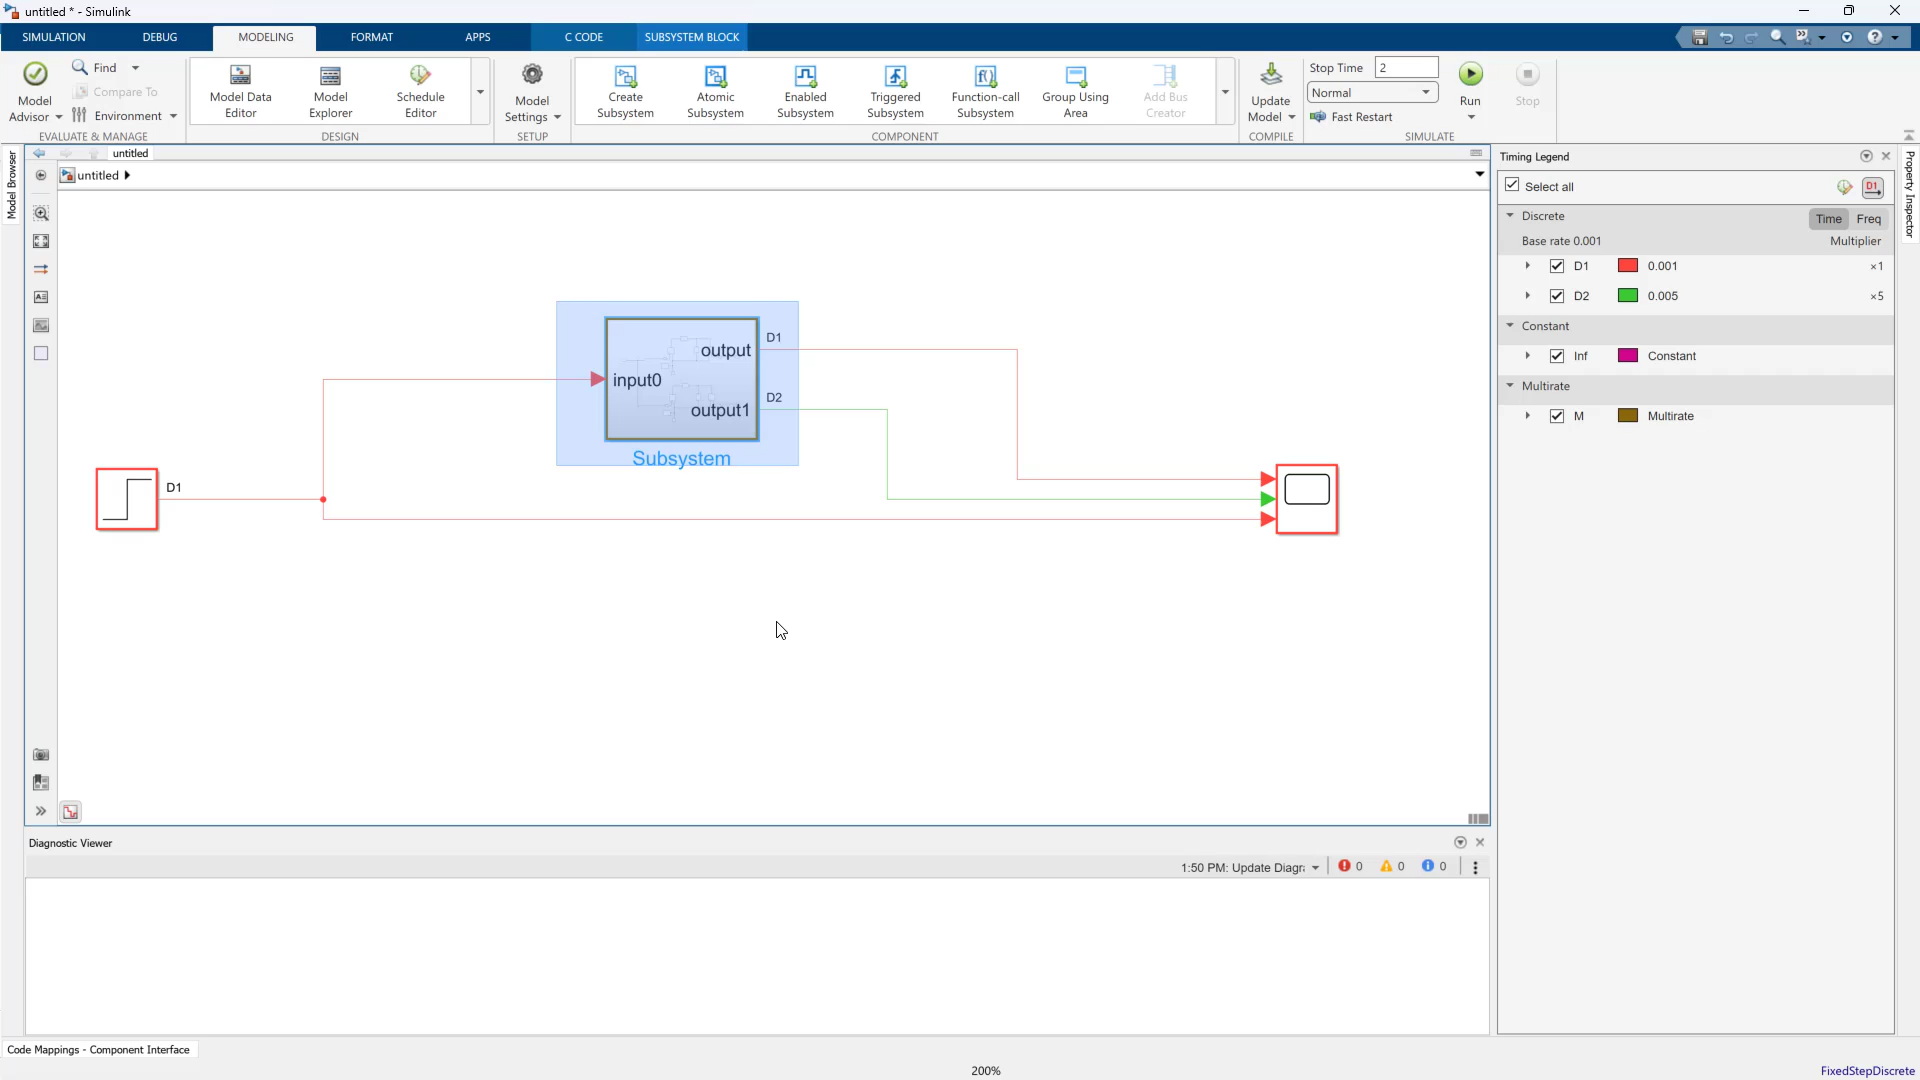 untitled * - Simulink
SIMULATION DEBUG MODELING FORMAT APPS C CODE SUBSYSTEM BLOCK
Model Advisor
Find
Compare To
Environment
EVALUATE & MANAGE
Model Data Editor
Model Explorer
Schedule Editor
DESIGN
Model Settings
SETUP
Create Subsystem
Atomic Subsystem
Enabled Subsystem
Triggered Subsystem
Function-call Subsystem
Group Using Area
Add Bus Creator
COMPONENT
Update Model
COMPILE
Stop Time 2
Normal
Fast Restart
Run
Stop
SIMULATE
Model Browser
untitled
untitled
D1
input0
output
output1
D1
D2
Subsystem
Timing Legend
Property Inspector
Select all
D1
Discrete Time Freq
Base rate 0.001 Multiplier
D1 0.001 ×1
D2 0.005 ×5
Constant
Inf Constant
Multirate
M Multirate
Diagnostic Viewer
1:50 PM: Update Diagr 0 0 0
Code Mappings - Component Interface
200%
FixedStepDiscrete